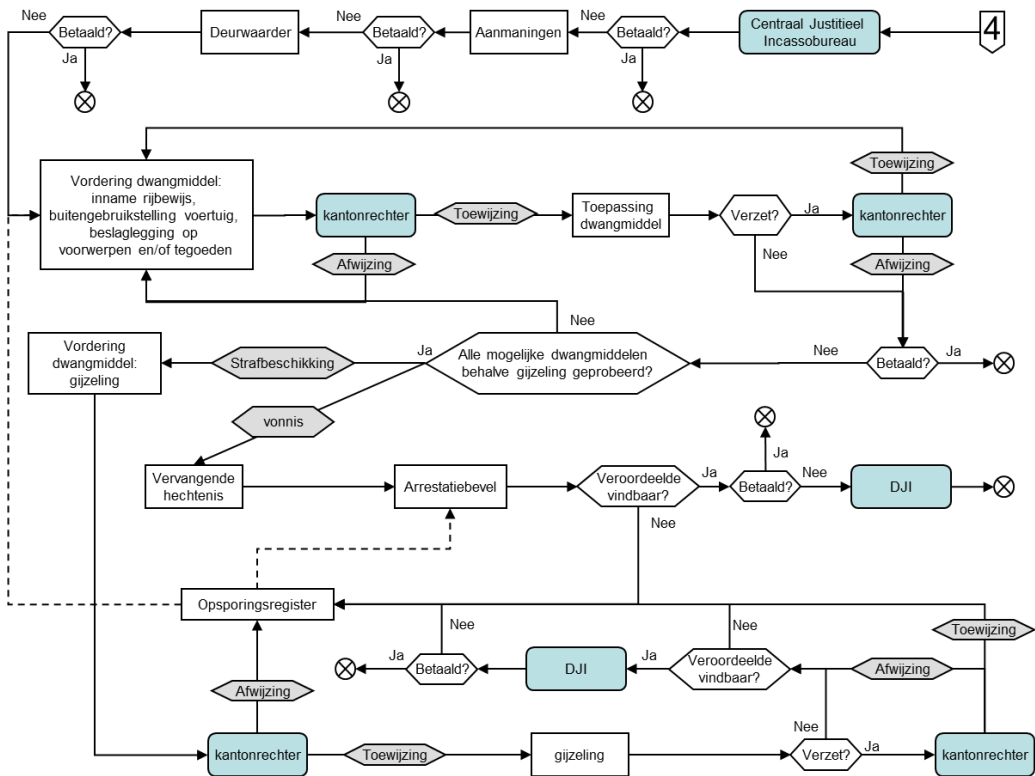 Nee
Betaald?
Ja
Deurwaarder
Nee
Betaald?
Ja
Aanmaningen
Nee
Betaald?
Ja
Centraal Justitieel
Incassobureau
4
Toewijzing
Vordering dwangmiddel:
inname rijbewijs,
buitengebruikstelling voertuig,
beslaglegging op
voorwerpen en/of tegoeden
kantonrechter
Toewijzing
Toepassing
dwangmiddel
Verzet?
Ja
kantonrechter
Afwijzing
Nee
Afwijzing
Nee
Vordering
dwangmiddel:
gijzeling
Strafbeschikking
Ja
Alle mogelijke dwangmiddelen
behalve gijzeling geprobeerd?
Nee
Betaald?
Ja
vonnis
Vervangende
hechtenis
Arrestatiebevel
Veroordeelde
vindbaar?
Ja
Nee
Betaald?
Ja
Nee
DJI
Opsporingsregister
Nee
Nee
Toewijzing
Ja
Betaald?
DJI
Ja
Veroordeelde
vindbaar?
Afwijzing
Afwijzing
Nee
kantonrechter
Toewijzing
gijzeling
Verzet?
Ja
kantonrechter